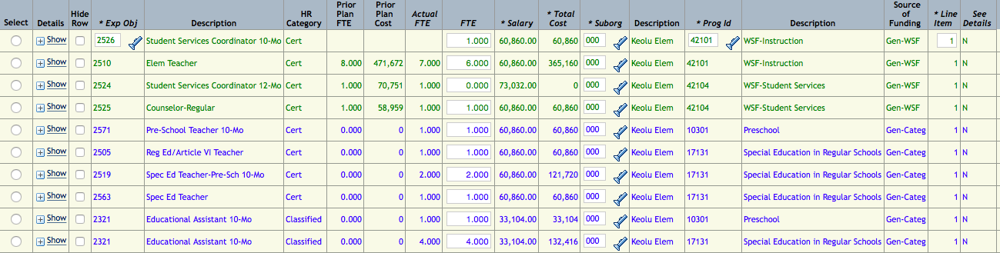 Select Details Hide Row * Exp Obj Description HR Category Prior Plan FTE Prior Plan Cost Actual FTE FTE * Salary * Total Cost * Suborg Description * Prog Id Description Source of Funding * Line Item See Details
Show 2526 Student Services Coordinator 10-Mo Cert 1.000 60,860.00 60,860 000 Keolu Elem 42101 WSF-Instruction Gen-WSF 1 N
Show 2510 Elem Teacher Cert 8.000 471,672 7.000 6.000 60,860.00 365,160 000 Keolu Elem 42101 WSF-Instruction Gen-WSF 1 N
Show 2524 Student Services Coordinator 12-Mo Cert 1.000 70,751 1.000 0.000 73,032.00 0 000 Keolu Elem 42104 WSF-Student Services Gen-WSF 1 N
Show 2525 Counselor-Regular Cert 1.000 58,959 1.000 1.000 60,860.00 60,860 000 Keolu Elem 42104 WSF-Student Services Gen-WSF 1 N
Show 2571 Pre-School Teacher 10-Mo Cert 0.000 0 1.000 1.000 60,860.00 60,860 000 Keolu Elem 10301 Preschool Gen-Categ 1 N
Show 2505 Reg Ed/Article VI Teacher Cert 0.000 0 1.000 1.000 60,860.00 60,860 000 Keolu Elem 17131 Special Education in Regular Schools Gen-Categ 1 N
Show 2519 Spec Ed Teacher-Pre-Sch 10-Mo Cert 0.000 0 2.000 2.000 60,860.00 121,720 000 Keolu Elem 17131 Special Education in Regular Schools Gen-Categ 1 N
Show 2563 Spec Ed Teacher Cert 0.000 0 1.000 1.000 60,860.00 60,860 000 Keolu Elem 17131 Special Education in Regular Schools Gen-Categ 1 N
Show 2321 Educational Assistant 10-Mo Classified 0.000 0 1.000 1.000 33,104.00 33,104 000 Keolu Elem 10301 Preschool Gen-Categ 1 N
Show 2321 Educational Assistant 10-Mo Classified 0.000 0 4.000 4.000 33,104.00 132,416 000 Keolu Elem 17131 Special Education in Regular Schools Gen-Categ 1 N